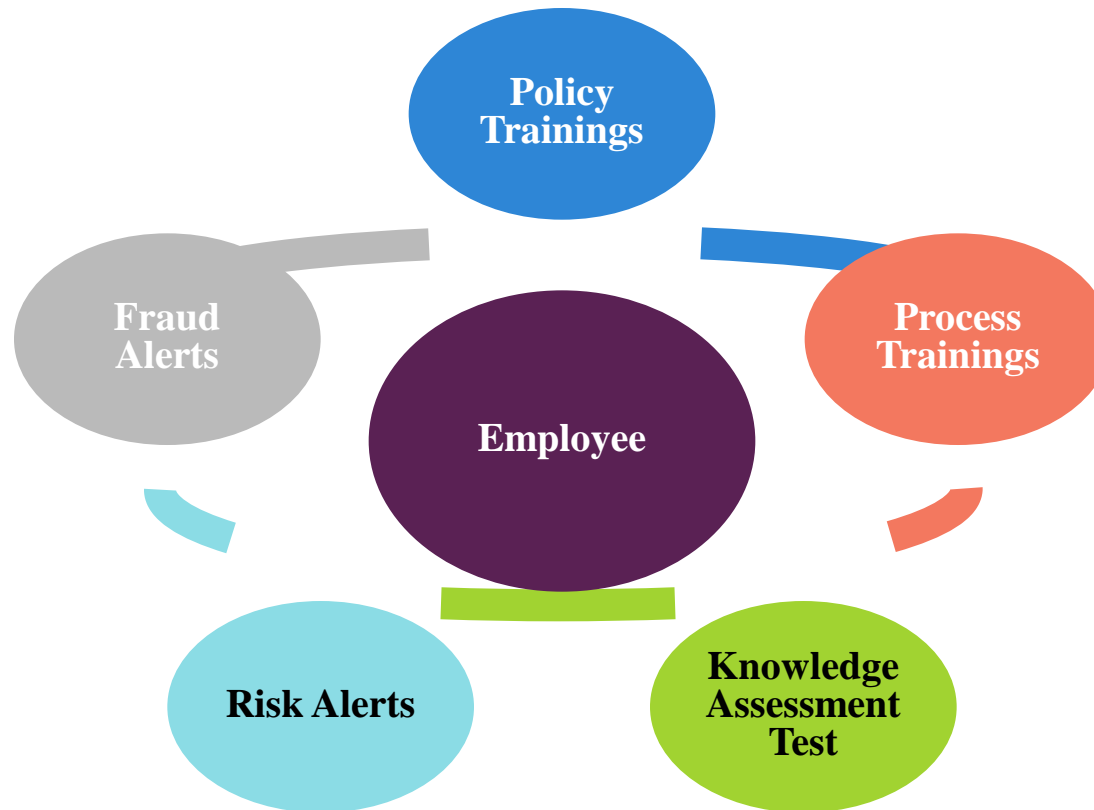 Policy
Trainings
Fraud
Alerts
Process
Trainings
Employee
Risk Alerts
Knowledge
Assessment
Test